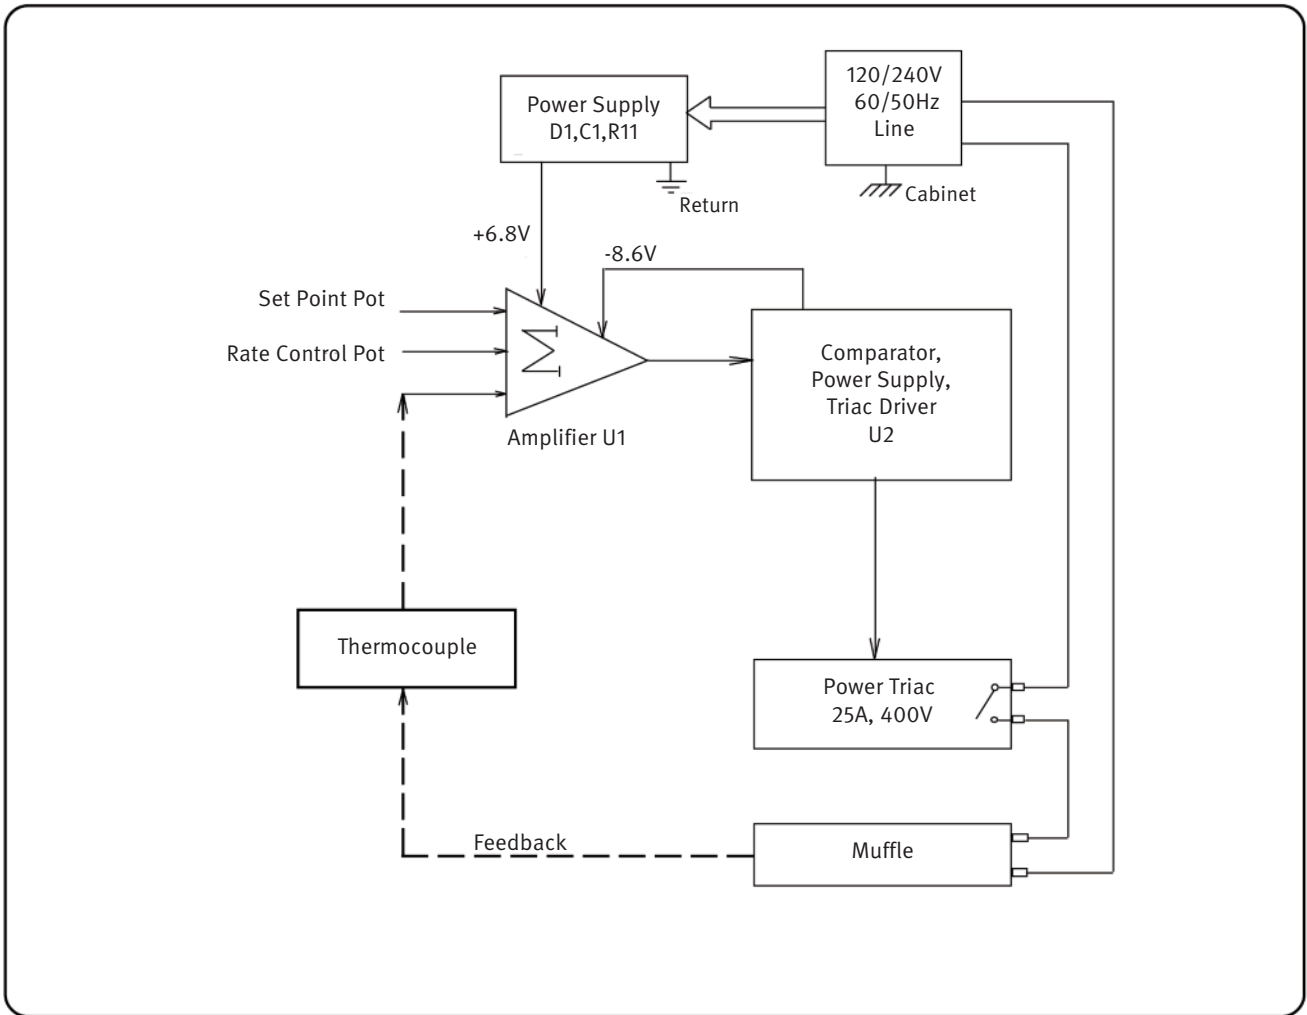 120/240V
60/50Hz
Line
Power Supply
D1,C1,R11
Cabinet
Return
+6.8V
-8.6V
Set Point Pot
Rate Control Pot
Σ
Amplifier U1
Comparator,
Power Supply,
Triac Driver
U2
Thermocouple
Power Triac
25A, 400V
Feedback
Muffle